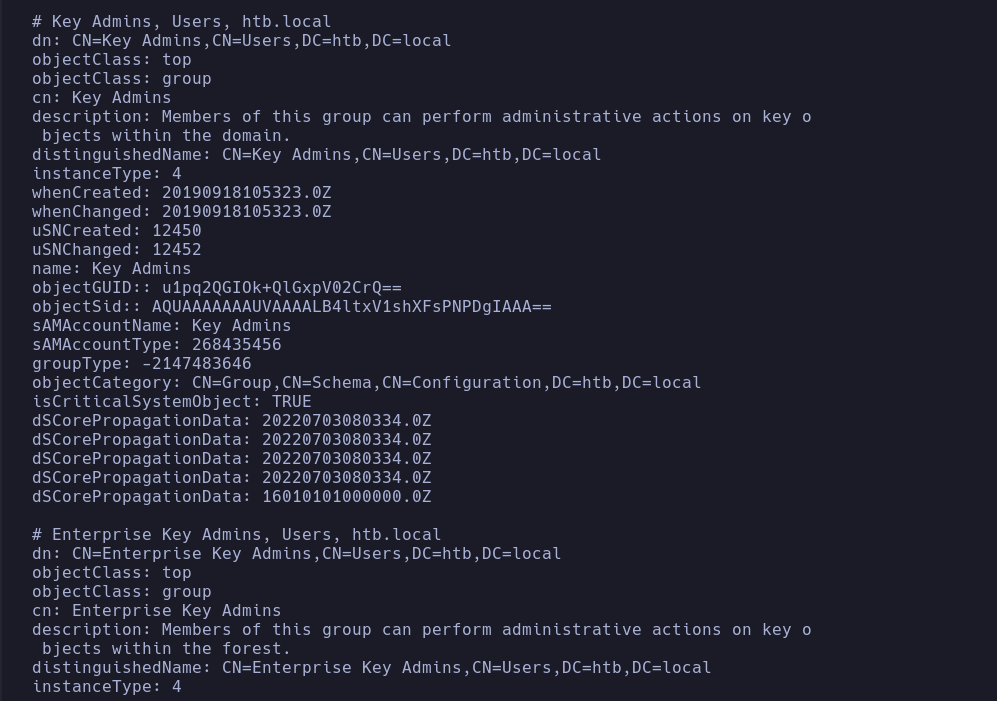 # Key Admins, Users, htb.local
dn: CN=Key Admins,CN=Users,DC=htb,DC=local
objectClass: top
objectClass: group
cn: Key Admins
description: Members of this group can perform administrative actions on key o
 bjects within the domain.
distinguishedName: CN=Key Admins,CN=Users,DC=htb,DC=local
instanceType: 4
whenCreated: 20190918105323.0Z
whenChanged: 20190918105323.0Z
uSNCreated: 12450
uSNChanged: 12452
name: Key Admins
objectGUID:: u1pq2QGIOk+QlGxpV02CrQ==
objectSid:: AQUAAAAAAAUVAAAALB4ltxV1shXFsPNPDgIAAA==
sAMAccountName: Key Admins
sAMAccountType: 268435456
groupType: -2147483646
objectCategory: CN=Group,CN=Schema,CN=Configuration,DC=htb,DC=local
isCriticalSystemObject: TRUE
dSCorePropagationData: 20220703080334.0Z
dSCorePropagationData: 20220703080334.0Z
dSCorePropagationData: 20220703080334.0Z
dSCorePropagationData: 20220703080334.0Z
dSCorePropagationData: 16010101000000.0Z

# Enterprise Key Admins, Users, htb.local
dn: CN=Enterprise Key Admins,CN=Users,DC=htb,DC=local
objectClass: top
objectClass: group
cn: Enterprise Key Admins
description: Members of this group can perform administrative actions on key o
 bjects within the forest.
distinguishedName: CN=Enterprise Key Admins,CN=Users,DC=htb,DC=local
instanceType: 4